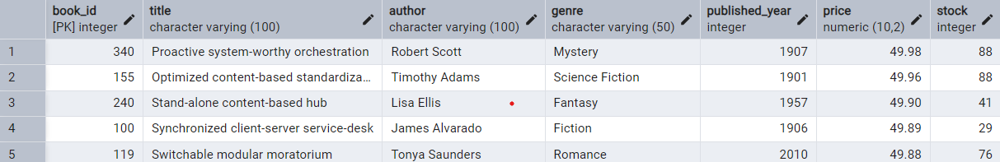 book_id title author genre published_year price stock
[PK] integer character varying (100) character varying (100) character varying (50) integer numeric (10,2) integer
1 340 Proactive system-worthy orchestration Robert Scott Mystery 1907 49.98 88
2 155 Optimized content-based standardiza... Timothy Adams Science Fiction 1901 49.96 88
3 240 Stand-alone content-based hub Lisa Ellis Fantasy 1957 49.90 41
4 100 Synchronized client-server service-desk James Alvarado Fiction 1906 49.89 29
5 119 Switchable modular moratorium Tonya Saunders Romance 2010 49.88 76